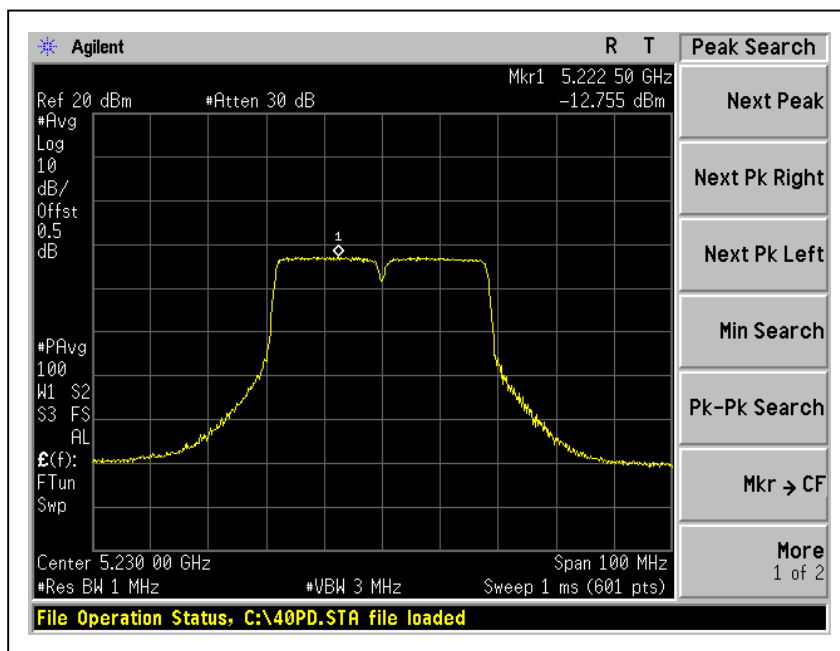 Agilent
R T
Peak Search
Mkr1 5.222 50 GHz
Ref 20 dBm #Atten 30 dB -12.755 dBm
#Avg
Log
10
dB/
Offst
0.5
dB
1
#PAvg
100
W1 S2
S3 FS
AL
£(f):
FTun
Swp
Center 5.230 00 GHz Span 100 MHz
#Res BW 1 MHz #VBW 3 MHz Sweep 1 ms (601 pts)
File Operation Status, C:\40PD.STA file loaded
Next Peak
Next Pk Right
Next Pk Left
Min Search
Pk-Pk Search
Mkr → CF
More
1 of 2